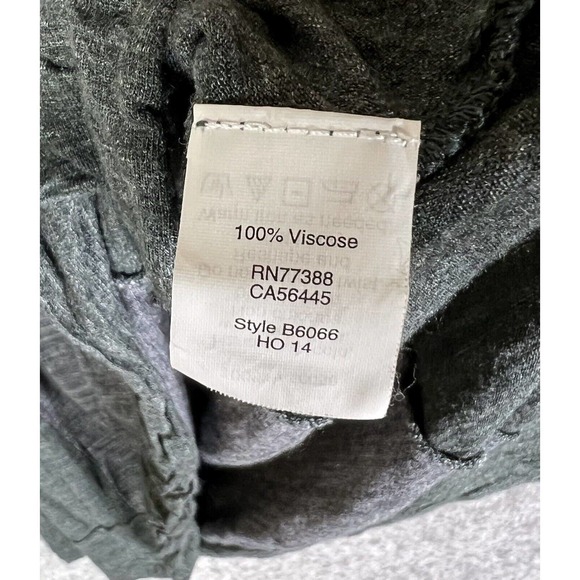 100% Viscose
RN77388
CA56445
Style B6066
HO 14